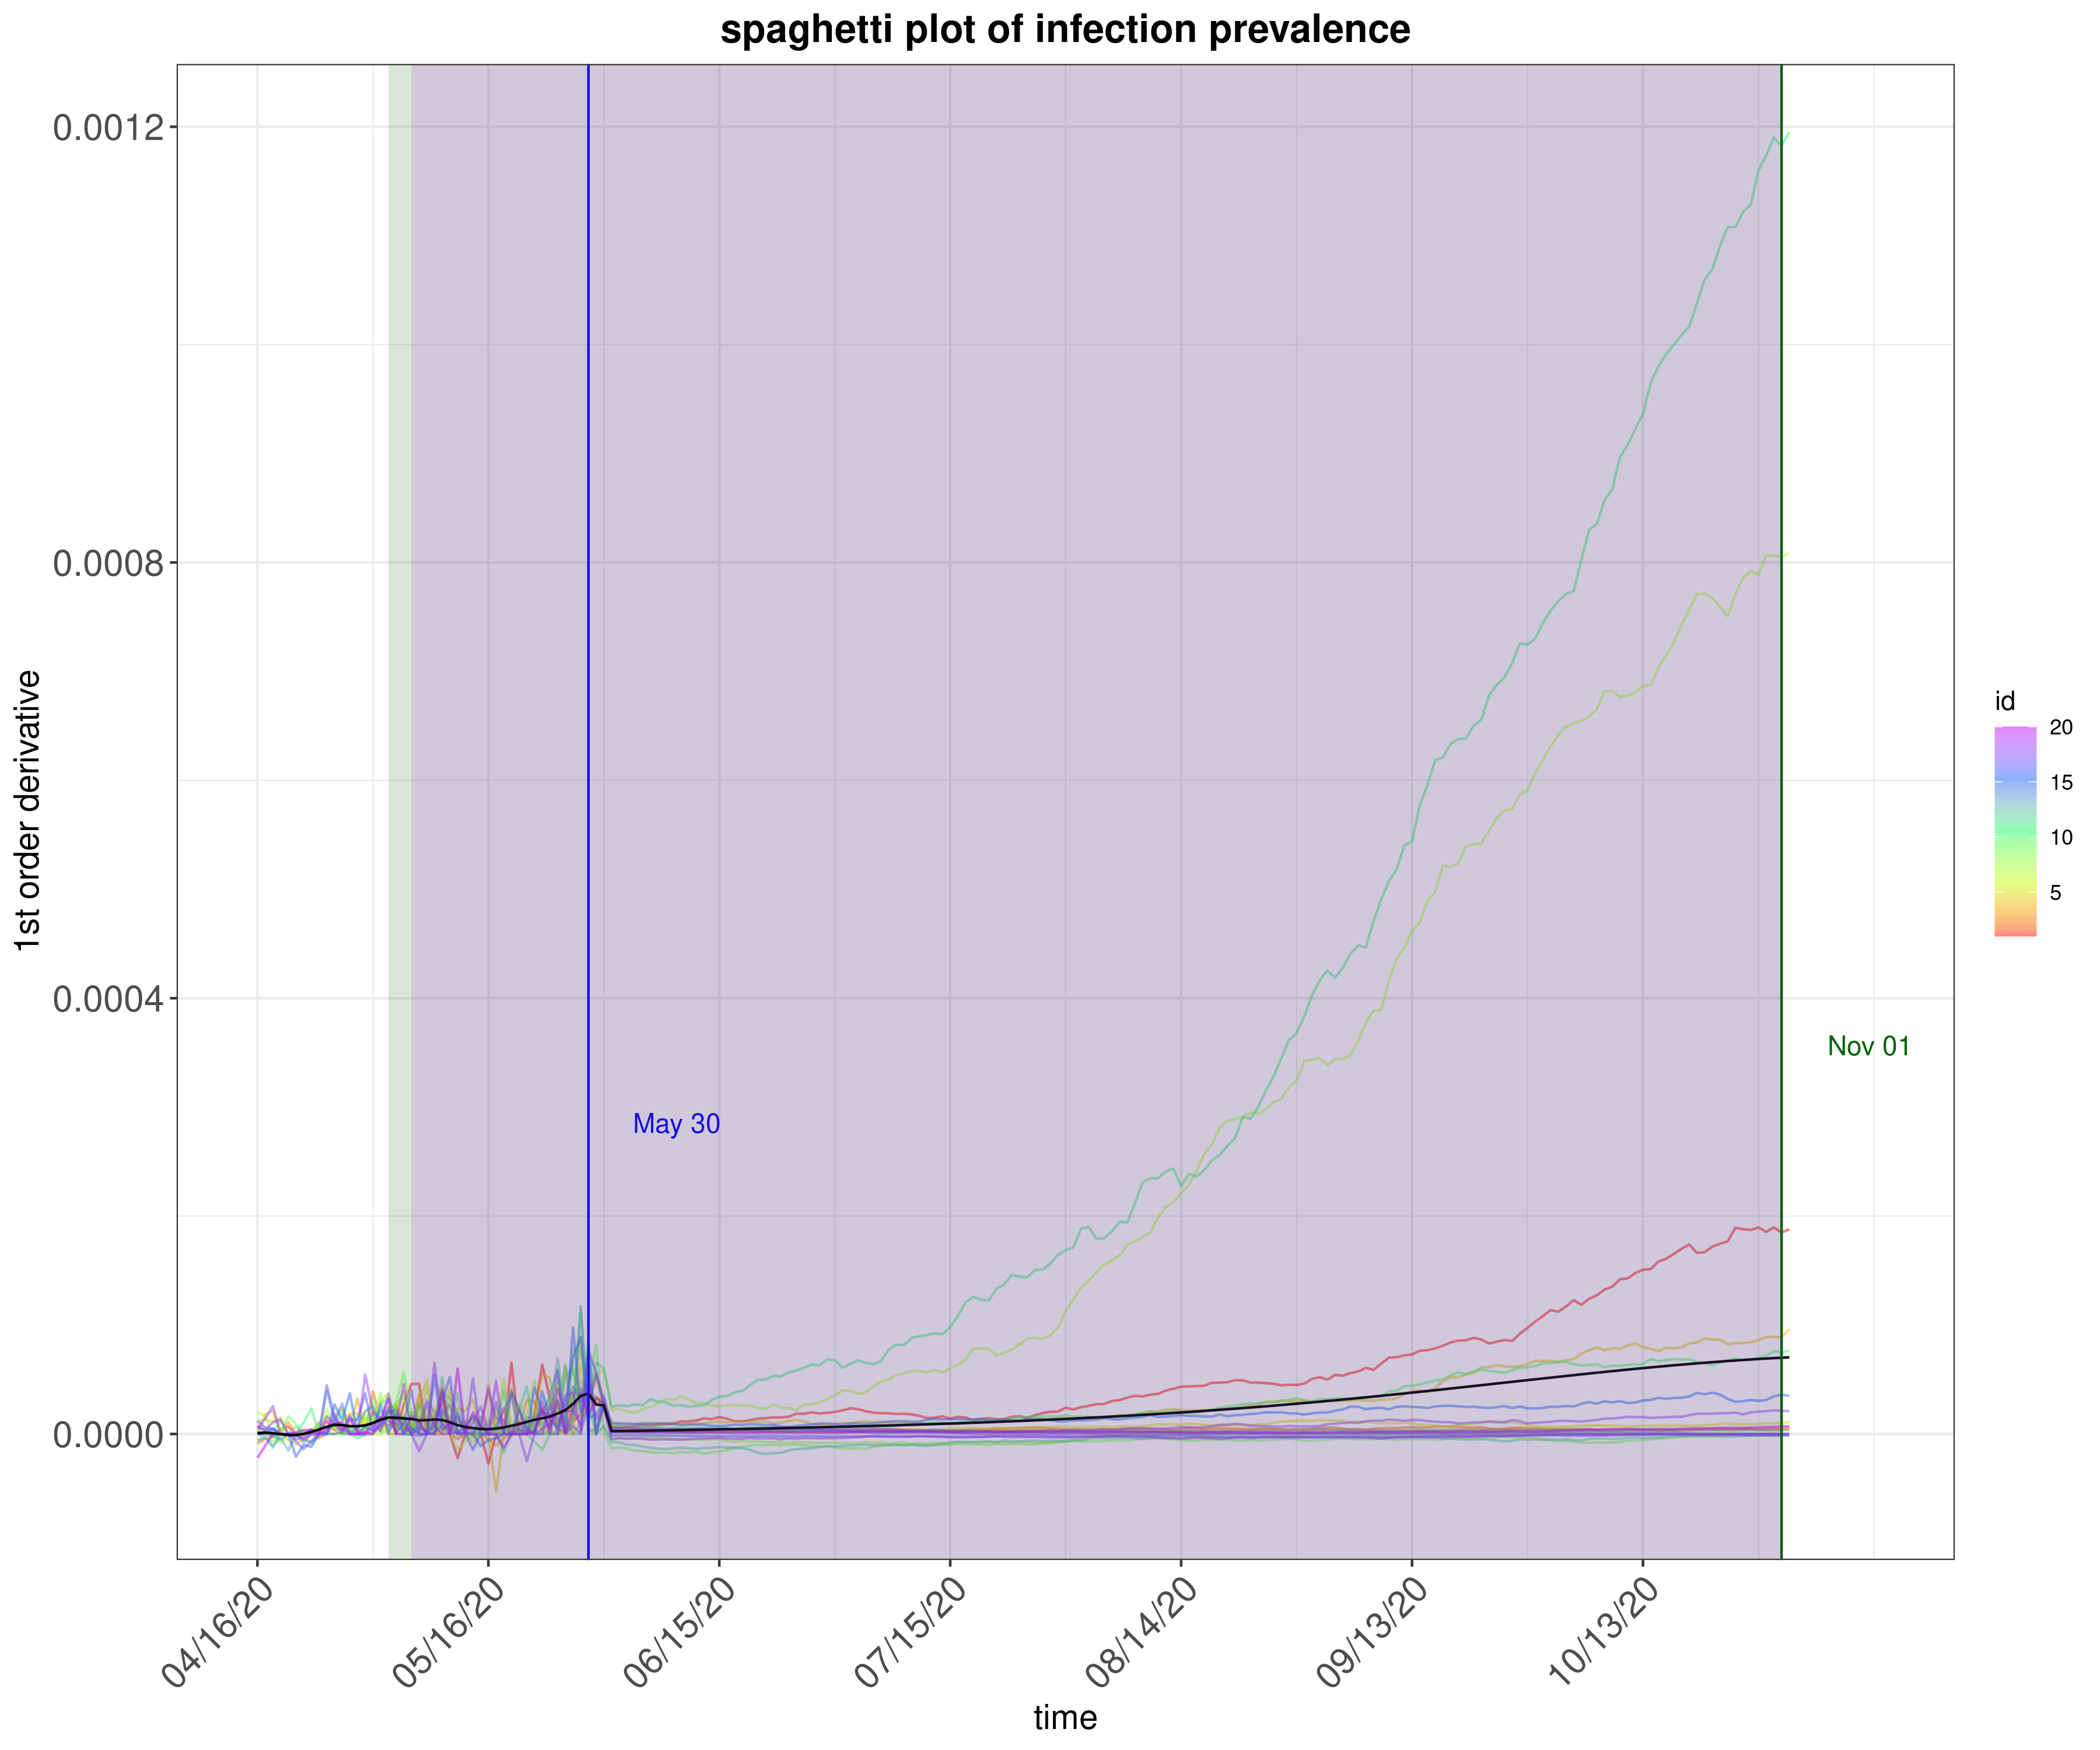 spaghetti plot of infection prevalence
0.0012
0.0008
0.0004
0.0000
1st order derivative
May 30
Nov 01
id
20
15
10
5
04/16/20
05/16/20
06/15/20
07/15/20
08/14/20
09/13/20
10/13/20
time